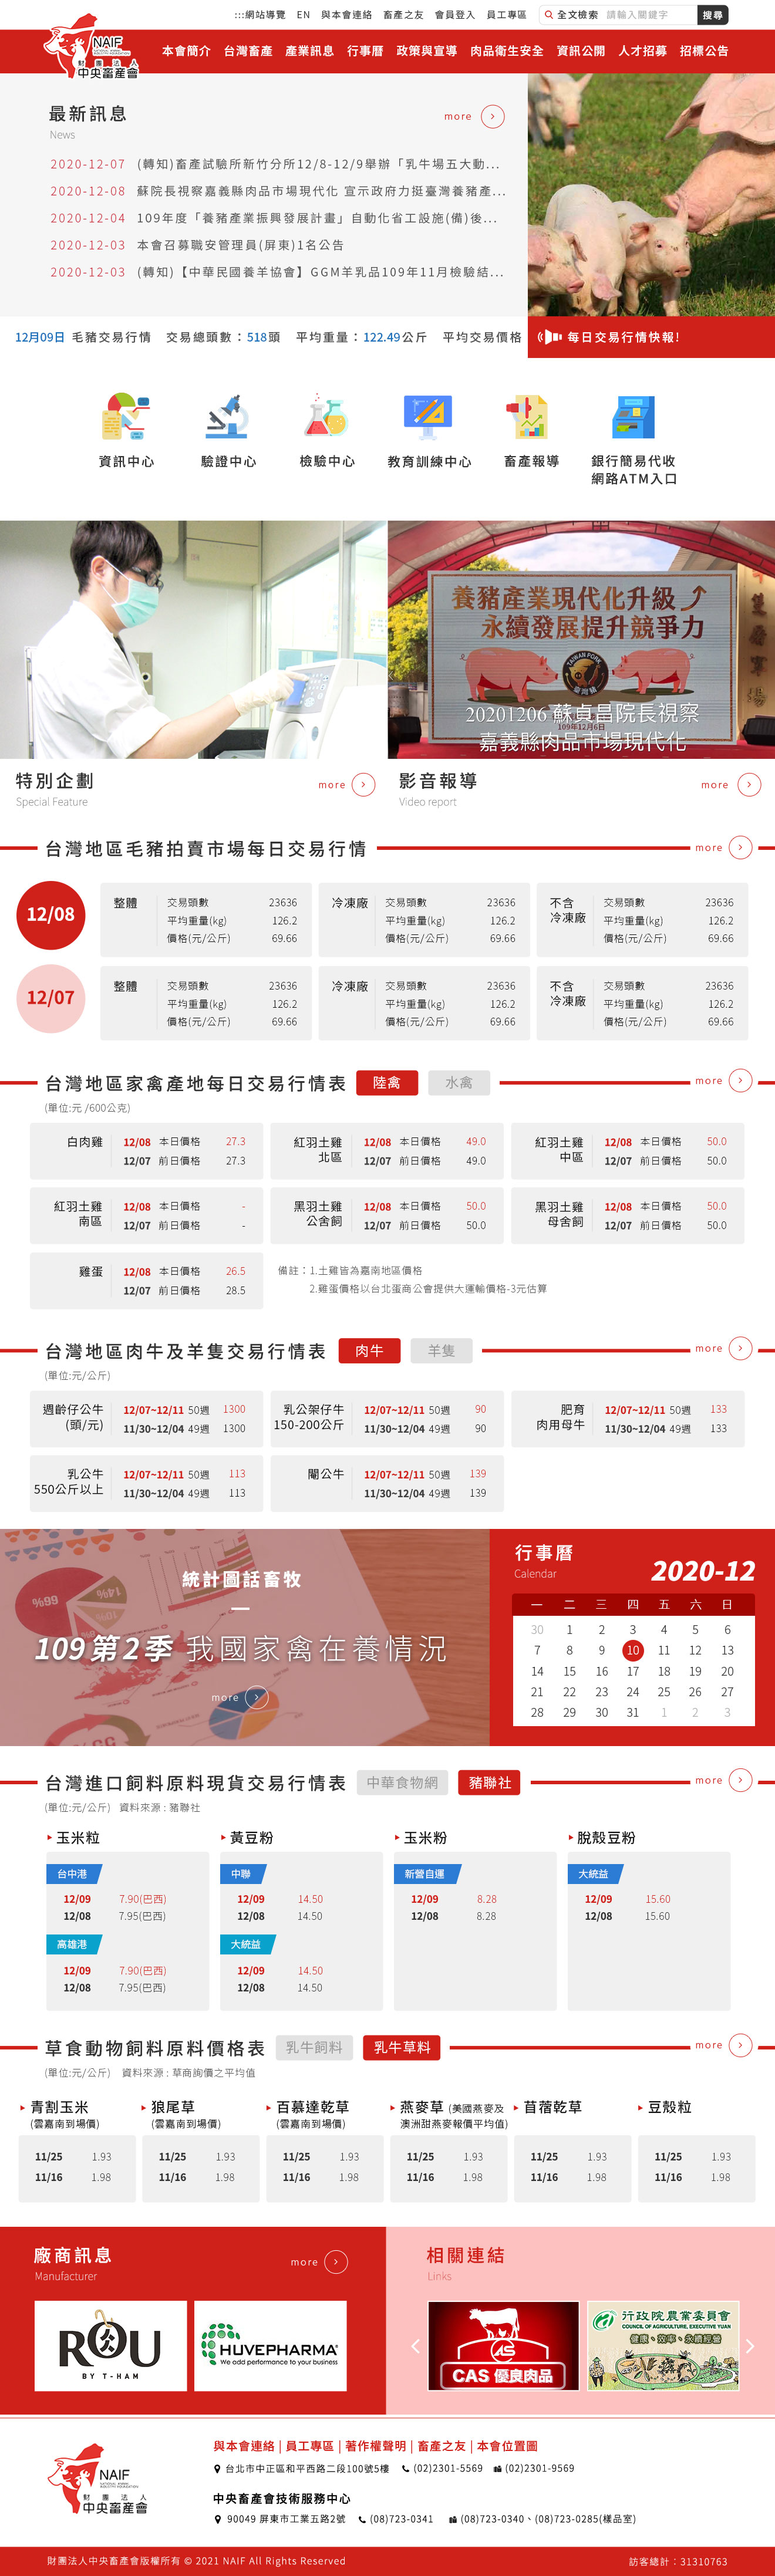 :::網站導覽 EN 與本會連絡 畜產之友 會員登入 員工專區 全文檢索 請輸入關鍵字 搜尋
NAIF
財團法人
中央畜產會
本會簡介 台灣畜產 產業訊息 行事曆 政策與宣導 肉品衛生安全 資訊公開 人才招募 招標公告
最新訊息
News
more
2020-12-07 (轉知)畜產試驗所新竹分所12/8-12/9舉辦「乳牛場五大動...
2020-12-08 蘇院長視察嘉義縣肉品市場現代化 宣示政府力挺臺灣養豬產...
2020-12-04 109年度「養豬產業振興發展計畫」自動化省工設施(備)後...
2020-12-03 本會召募職安管理員(屏東)1名公告
2020-12-03 (轉知)【中華民國養羊協會】GGM羊乳品109年11月檢驗結...
12月09日 毛豬交易行情 交易總頭數：518頭 平均重量：122.49公斤 平均交易價格
每日交易行情快報!
資訊中心 驗證中心 檢驗中心 教育訓練中心 畜產報導 銀行簡易代收
網路ATM入口
養豬產業現代化升級
永續發展提升競爭力
TAIWAN PORK
109年12月6日
20201206 蘇貞昌院長視察
嘉義縣肉品市場現代化
特別企劃
Special Feature
more
影音報導
Video report
more
台灣地區毛豬拍賣市場每日交易行情
more
12/08
整體 交易頭數 23636
平均重量(kg) 126.2
價格(元/公斤) 69.66
冷凍廠 交易頭數 23636
平均重量(kg) 126.2
價格(元/公斤) 69.66
不含
冷凍廠
交易頭數 23636
平均重量(kg) 126.2
價格(元/公斤) 69.66
12/07
整體 交易頭數 23636
平均重量(kg) 126.2
價格(元/公斤) 69.66
冷凍廠 交易頭數 23636
平均重量(kg) 126.2
價格(元/公斤) 69.66
不含
冷凍廠
交易頭數 23636
平均重量(kg) 126.2
價格(元/公斤) 69.66
台灣地區家禽產地每日交易行情表 陸禽 水禽
more
(單位:元 /600公克)
白肉雞
12/08 本日價格 27.3
12/07 前日價格 27.3
紅羽土雞
北區
12/08 本日價格 49.0
12/07 前日價格 49.0
紅羽土雞
中區
12/08 本日價格 50.0
12/07 前日價格 50.0
紅羽土雞
南區
12/08 本日價格 -
12/07 前日價格 -
黑羽土雞
公舍飼
12/08 本日價格 50.0
12/07 前日價格 50.0
黑羽土雞
母舍飼
12/08 本日價格 50.0
12/07 前日價格 50.0
雞蛋
12/08 本日價格 26.5
12/07 前日價格 28.5
備註：1.土雞皆為嘉南地區價格
2.雞蛋價格以台北蛋商公會提供大運輸價格-3元估算
台灣地區肉牛及羊隻交易行情表 肉牛 羊隻
more
(單位:元/公斤)
週齡仔公牛
(頭/元)
12/07~12/11 50週 1300
11/30~12/04 49週 1300
乳公架仔牛
150-200公斤
12/07~12/11 50週 90
11/30~12/04 49週 90
肥育
肉用母牛
12/07~12/11 50週 133
11/30~12/04 49週 133
乳公牛
550公斤以上
12/07~12/11 50週 113
11/30~12/04 49週 113
閹公牛
12/07~12/11 50週 139
11/30~12/04 49週 139
統計圖話畜牧
109第2季 我國家禽在養情況
more
行事曆
Calendar
2020-12
一 二 三 四 五 六 日
30 1 2 3 4 5 6
7 8 9 10 11 12 13
14 15 16 17 18 19 20
21 22 23 24 25 26 27
28 29 30 31 1 2 3
台灣進口飼料原料現貨交易行情表 中華食物網 豬聯社
more
(單位:元/公斤) 資料來源 : 豬聯社
玉米粒
台中港
12/09 7.90(巴西)
12/08 7.95(巴西)
高雄港
12/09 7.90(巴西)
12/08 7.95(巴西)
黃豆粉
中聯
12/09 14.50
12/08 14.50
大統益
12/09 14.50
12/08 14.50
玉米粉
新營自運
12/09 8.28
12/08 8.28
脫殼豆粉
大統益
12/09 15.60
12/08 15.60
草食動物飼料原料價格表 乳牛飼料 乳牛草料
more
(單位:元/公斤) 資料來源 : 草商詢價之平均值
青割玉米
(雲嘉南到場價)
11/25 1.93
11/16 1.98
狼尾草
(雲嘉南到場價)
11/25 1.93
11/16 1.98
百慕達乾草
(雲嘉南到場價)
11/25 1.93
11/16 1.98
燕麥草 (美國燕麥及
澳洲甜燕麥報價平均值)
11/25 1.93
11/16 1.98
苜蓿乾草
11/25 1.93
11/16 1.98
豆殼粒
11/25 1.93
11/16 1.98
廠商訊息
Manufacturer
more
ROU
BY T-HAM
HUVEPHARMA
We add performance to your business
相關連結
Links
CAS 優良肉品
行政院農業委員會
COUNCIL OF AGRICULTURE, EXECUTIVE YUAN
健康、效率、永續經營
NAIF
財團法人
中央畜產會
與本會連絡 | 員工專區 | 著作權聲明 | 畜產之友 | 本會位置圖
台北市中正區和平西路二段100號5樓 (02)2301-5569 (02)2301-9569
中央畜產會技術服務中心
90049 屏東市工業五路2號 (08)723-0341 (08)723-0340、(08)723-0285(樣品室)
財團法人中央畜產會版權所有 © 2021 NAIF All Rights Reserved
訪客總計：31310763